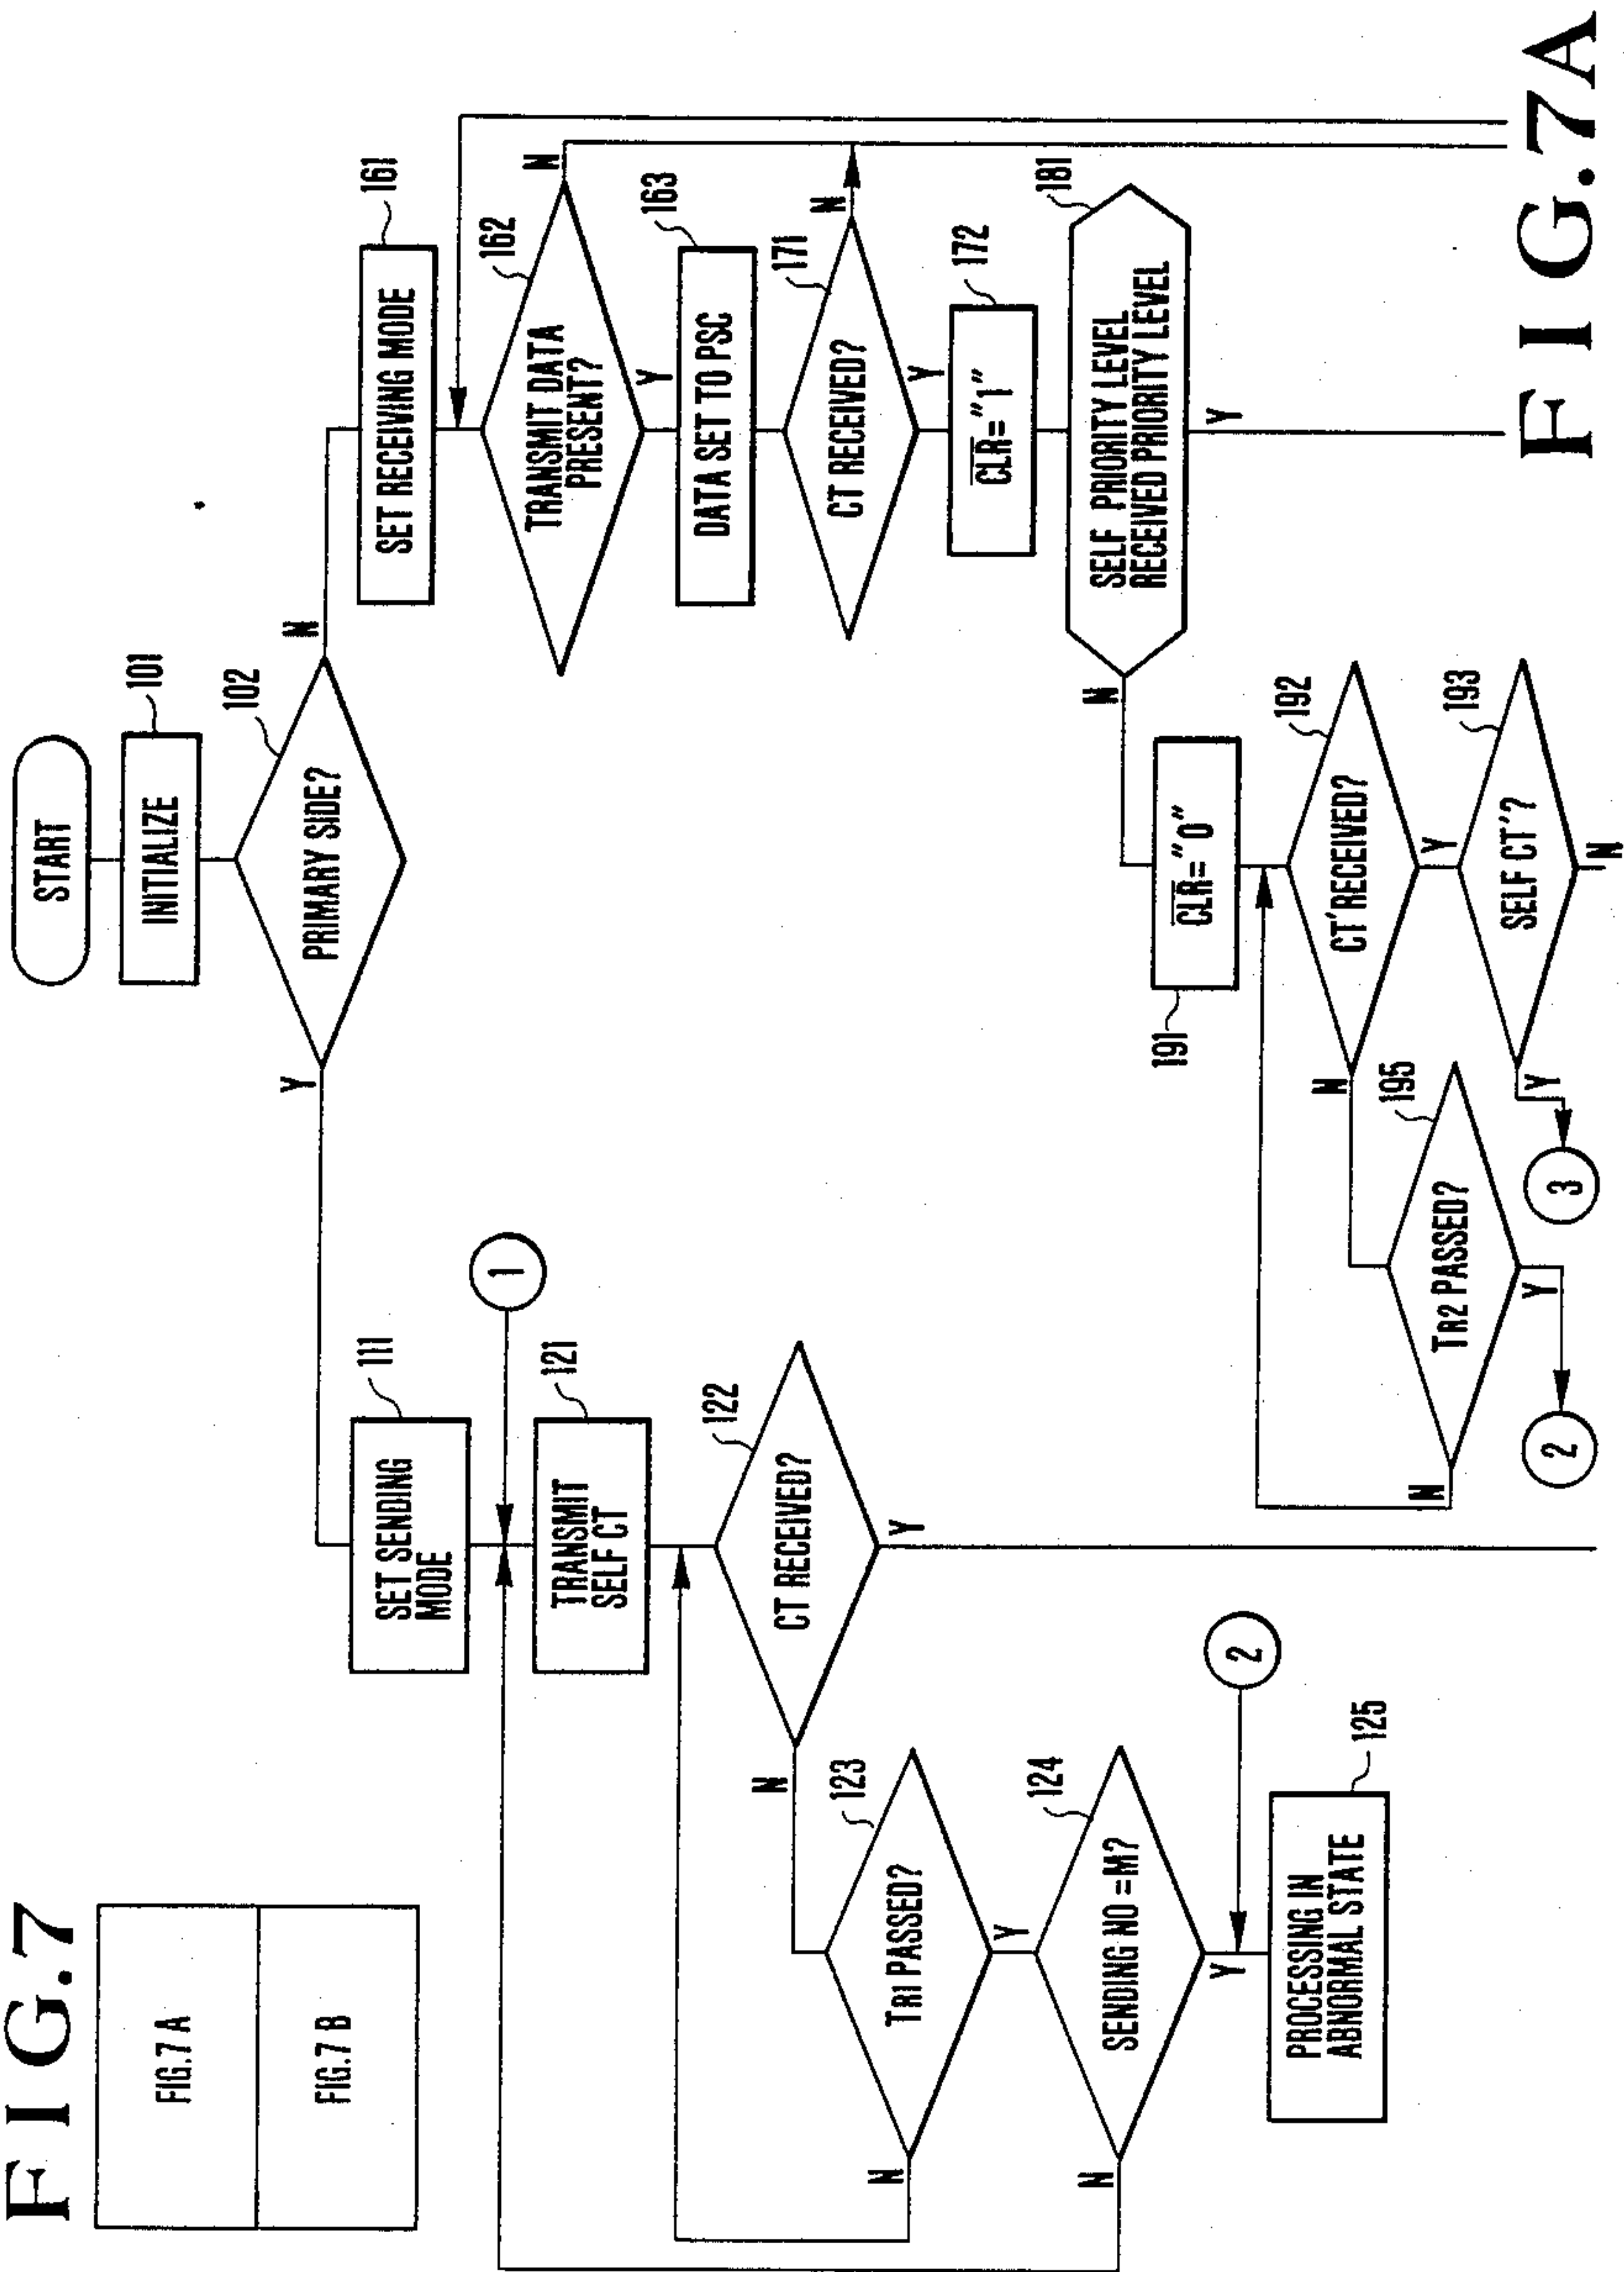 FIG.7
FIG.7 A
FIG.7 B
START
INITIALIZE
101
PRIMARY SIDE?
102
Y
N
SET SENDING
MODE
111
1
TRANSMIT
SELF CT
121
CT RECEIVED?
122
N
Y
TR1 PASSED?
123
N
Y
SENDING NO =M?
124
N
Y
2
PROCESSING IN
ABNORMAL STATE
125
SET RECEIVING MODE
161
TRANSMIT DATA
PRESENT?
162
N
Y
DATA SET TO PSC
163
CT RECEIVED?
171
N
Y
CLR="1"
172
SELF PRIORITY LEVEL
RECEIVED PRIORITY LEVEL
181
N
Y
CLR="0"
191
CT'RECEIVED?
192
N
Y
SELF CT'?
193
Y
N
3
TR2 PASSED?
195
N
Y
2
FIG.7A